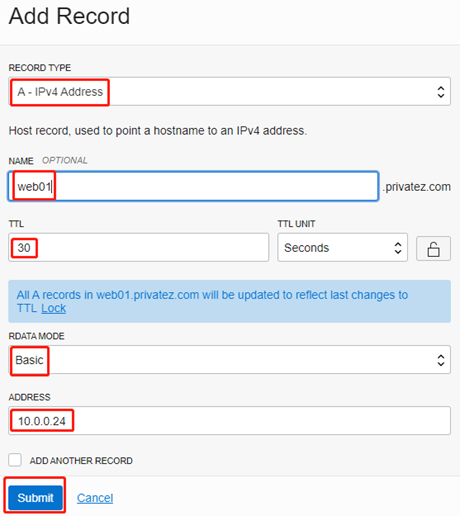 Add Record
RECORD TYPE
A - IPv4 Address
Host record, used to point a hostname to an IPv4 address.
NAME OPTIONAL
web01 .privatez.com
TTL TTL UNIT
30 Seconds
All A records in web01.privatez.com will be updated to reflect last changes to
TTL Lock
RDATA MODE
Basic
ADDRESS
10.0.0.24
ADD ANOTHER RECORD
Submit Cancel